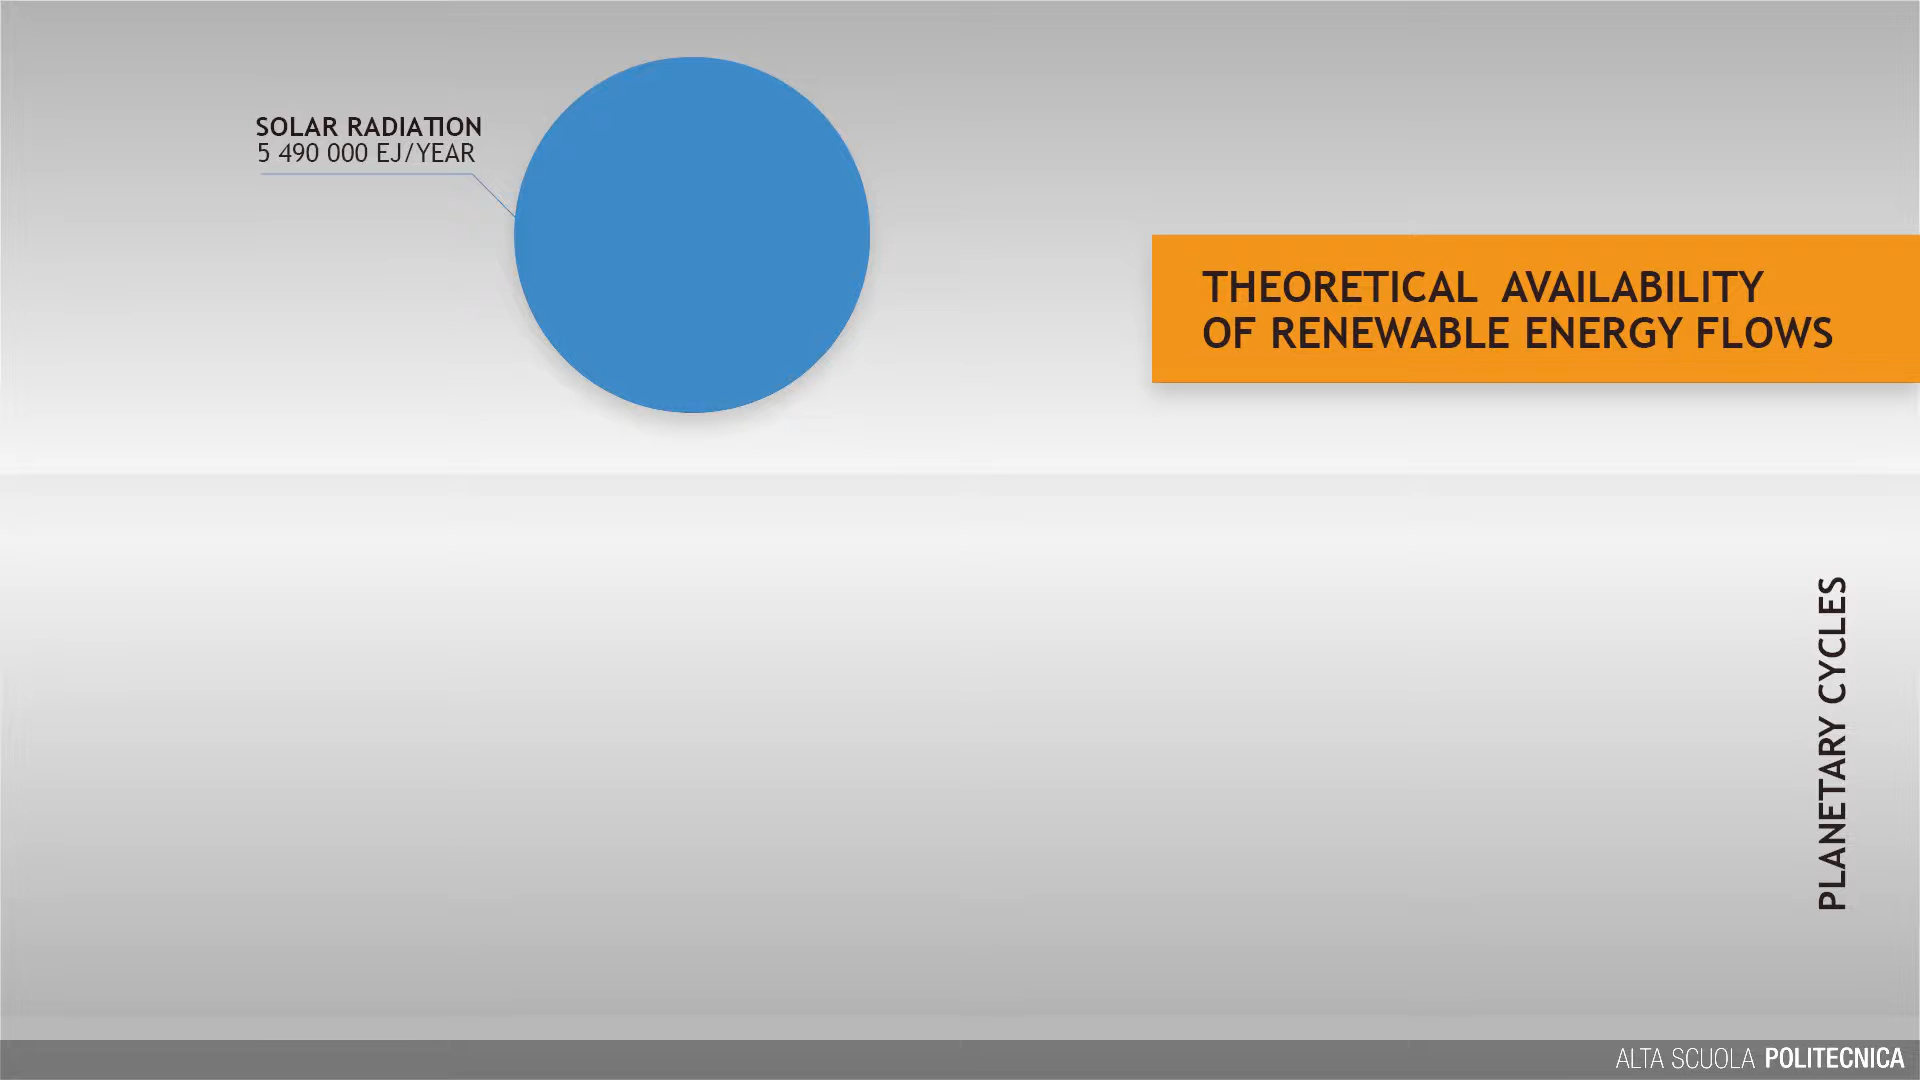 SOLAR RADIATION
5 490 000 EJ/YEAR
THEORETICAL AVAILABILITY
OF RENEWABLE ENERGY FLOWS
PLANETARY CYCLES
ALTA SCUOLA POLITECNICA